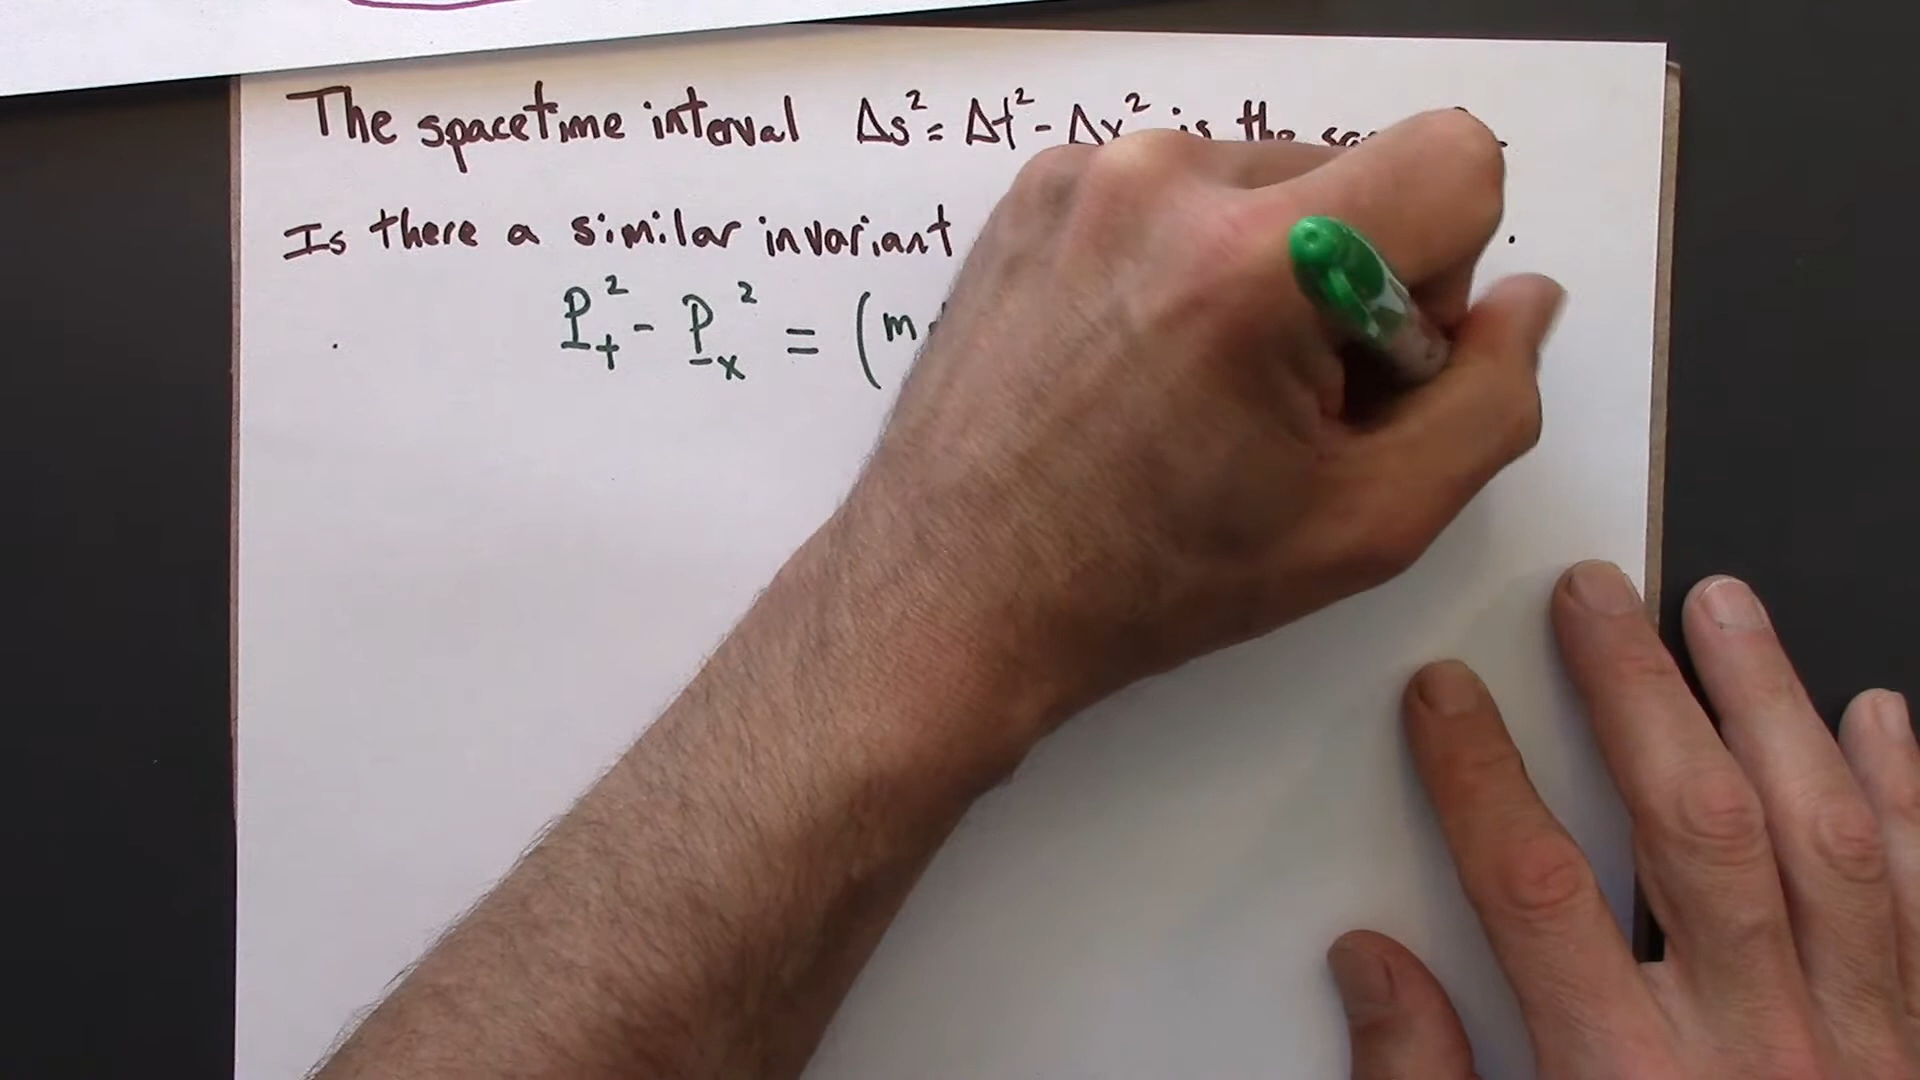 The spacetime interval Δs² = Δt² - Δx² is the
Is there a similar invariant
P_t² - P_x² = (m